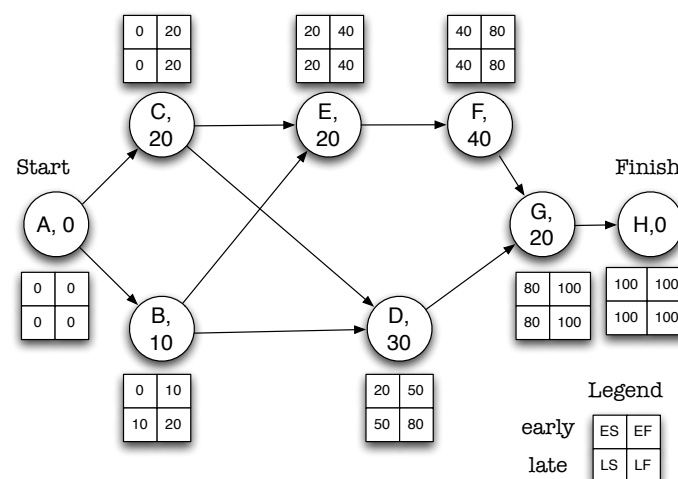 0 20
0 20
20 40
20 40
40 80
40 80
C,
20
E,
20
F,
40
Start
Finish
A, 0
G,
20
H,0
0 0
0 0
80 100
80 100
100 100
100 100
B,
10
D,
30
0 10
10 20
20 50
50 80
Legend
early
ES EF
late
LS LF